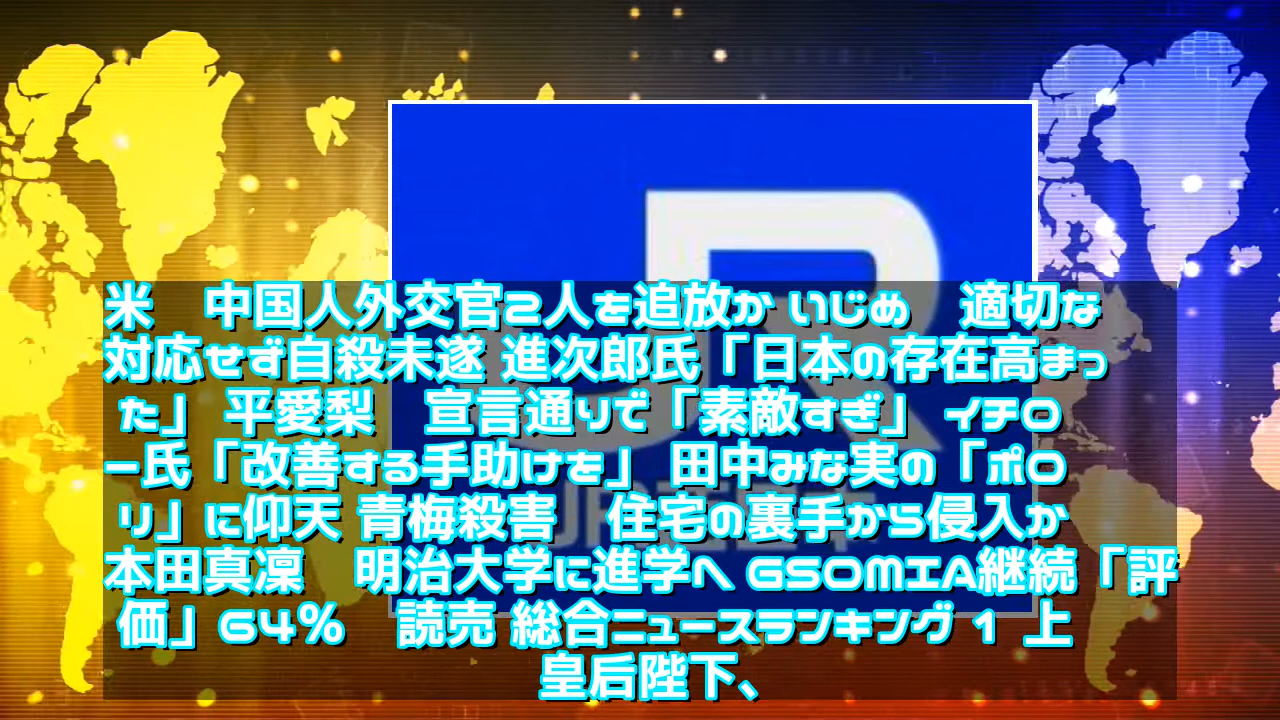 JR
米　中国人外交官2人を追放か いじめ　適切な
対応せず自殺未遂 進次郎氏「日本の存在高まっ
た」 平愛梨　宣言通りで「素敵すぎ」 イチロ
ー氏「改善する手助けを」 田中みな実の「ポロ
リ」に仰天 青梅殺害　住宅の裏手から侵入か
本田真凜　明治大学に進学へ GSOMIA継続「評
価」64%　読売 総合ニュースランキング 1 上
皇后陛下、